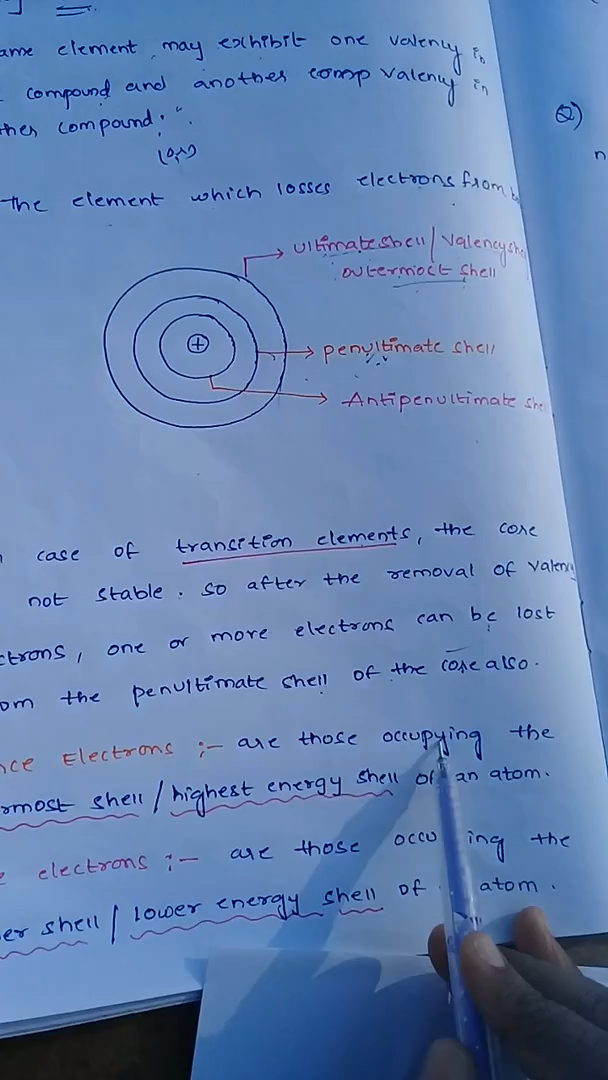 ame element may exhibit one valency in
compound and another comp valency in
ther compound."
(or)
the element which losses electrons from
ultimate shell / valency she
outermost shell
+
penultimate shell
Antipenultimate she
case of transition elements, the core
not stable. so after the removal of valen
ctrons, one or more electrons can be lost
om the penultimate shell of the core also.
nce Electrons :- are those occupying the
rmost shell / highest energy shell of an atom.
e electrons :- are those occu ing the
er shell / lower energy shell of atom.
Q)
n